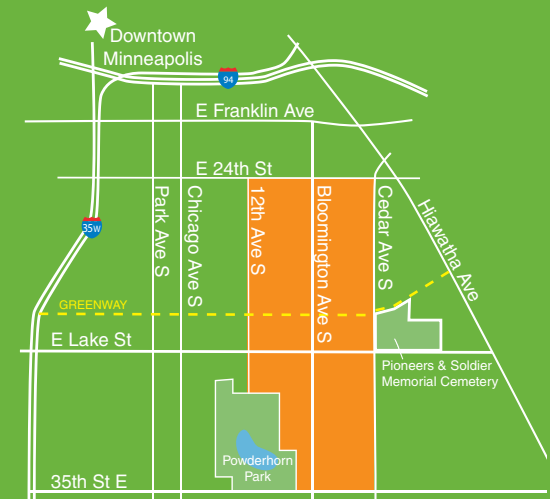 Downtown
Minneapolis
94
E Franklin Ave
E 24th St
Park Ave S
Chicago Ave S
12th Ave S
Bloomington Ave S
Cedar Ave S
Hiawatha Ave
35W
GREENWAY
E Lake St
Pioneers & Soldier
Memorial Cemetery
Powderhorn
Park
35th St E